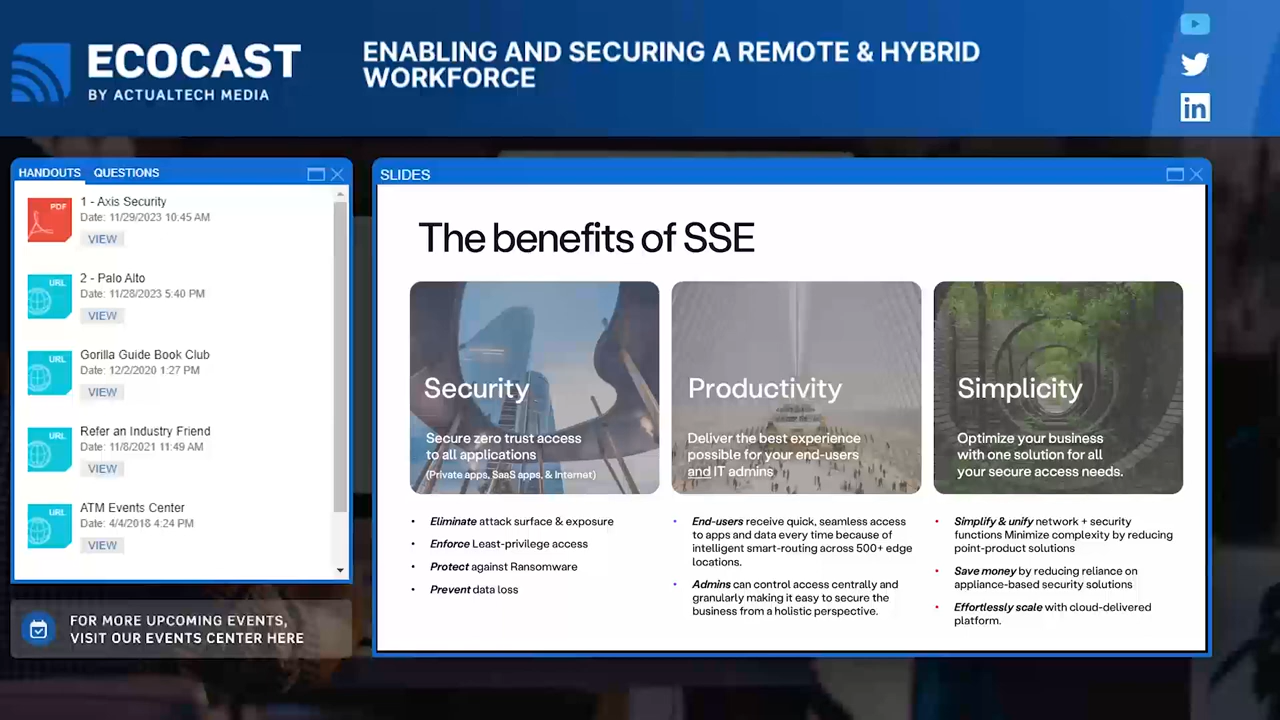 ECOCAST
BY ACTUALTECH MEDIA
ENABLING AND SECURING A REMOTE & HYBRID
WORKFORCE
in
HANDOUTS QUESTIONS
PDF
1 - Axis Security
Date: 11/29/2023 10:45 AM
VIEW
URL
2 - Palo Alto
Date: 11/28/2023 5:40 PM
VIEW
URL
Gorilla Guide Book Club
Date: 12/2/2020 1:27 PM
VIEW
URL
Refer an Industry Friend
Date: 11/8/2021 11:49 AM
VIEW
URL
ATM Events Center
Date: 4/4/2018 4:24 PM
VIEW
FOR MORE UPCOMING EVENTS,
VISIT OUR EVENTS CENTER HERE
SLIDES
The benefits of SSE
Security
Secure zero trust access
to all applications
(Private apps, SaaS apps, & Internet)
• Eliminate attack surface & exposure
• Enforce Least-privilege access
• Protect against Ransomware
• Prevent data loss
Productivity
Deliver the best experience
possible for your end-users
and IT admins
• End-users receive quick, seamless access
to apps and data every time because of
intelligent smart-routing across 500+ edge
locations.
• Admins can control access centrally and
granularly making it easy to secure the
business from a holistic perspective.
Simplicity
Optimize your business
with one solution for all
your secure access needs.
• Simplify & unify network + security
functions Minimize complexity by reducing
point-product solutions
• Save money by reducing reliance on
appliance-based security solutions
• Effortlessly scale with cloud-delivered
platform.